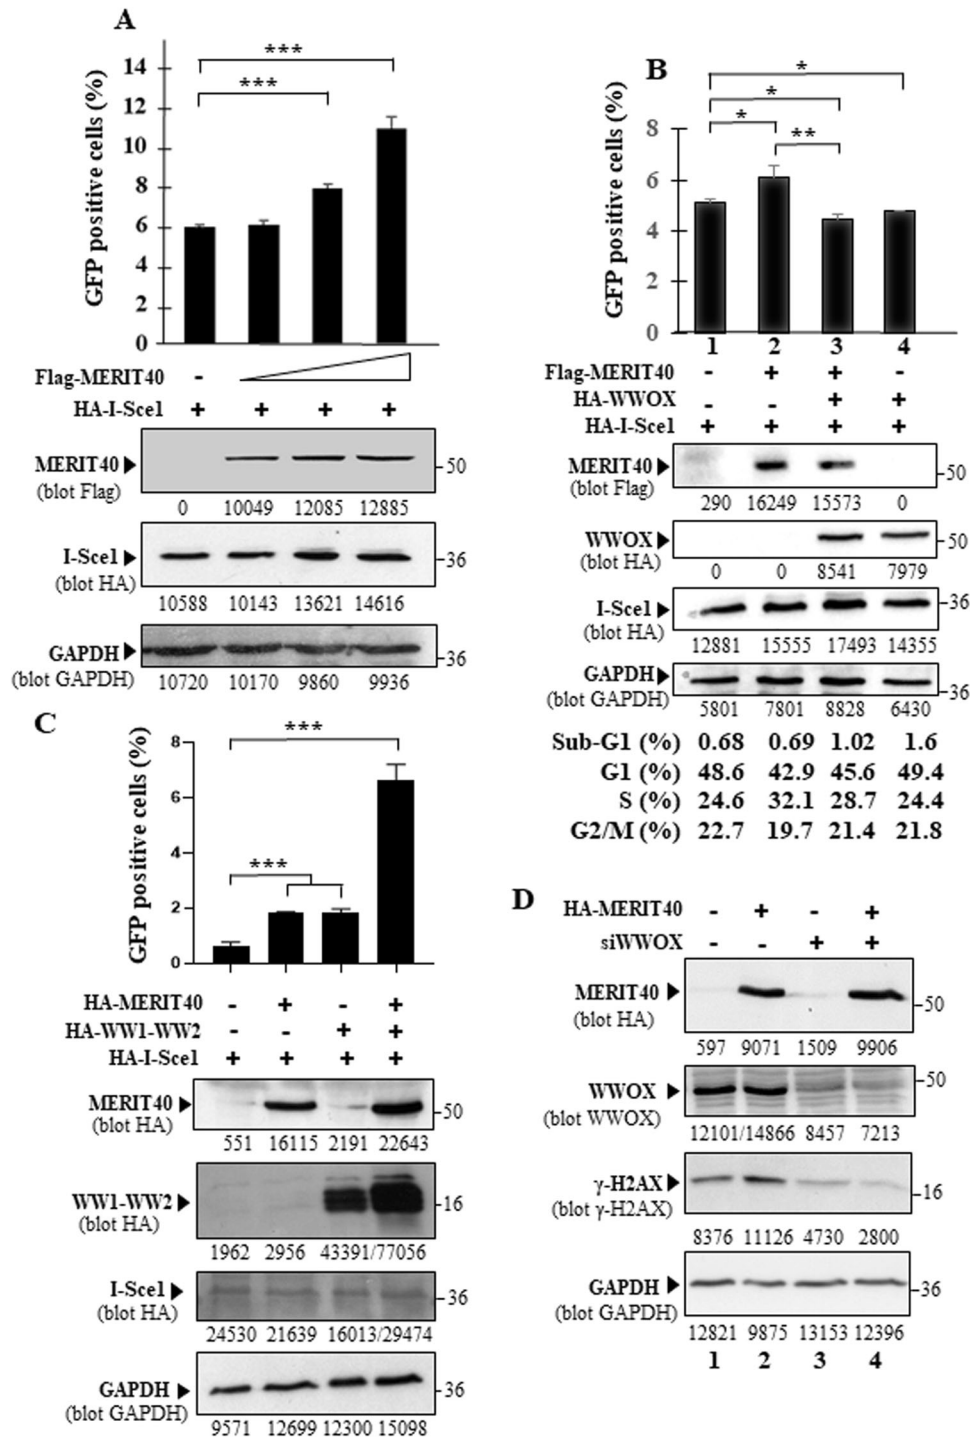 A
***
***
GFP positive cells (%)
14
12
10
8
6
4
2
0
Flag-MERIT40 -
HA-I-Sce1 + + + +
MERIT40
(blot Flag)
50
0 10049 12085 12885
I-Sce1
(blot HA)
36
10588 10143 13621 14616
GAPDH
(blot GAPDH)
36
10720 10170 9860 9936
B
*
*
*
**
GFP positive cells (%)
8
6
4
2
0
1 2 3 4
Flag-MERIT40 - + + -
HA-WWOX - - + +
HA-I-Sce1 + + + +
MERIT40
(blot Flag)
50
290 16249 15573 0
WWOX
(blot HA)
50
0 0 8541 7979
I-Sce1
(blot HA)
36
12881 15555 17493 14355
GAPDH
(blot GAPDH)
36
5801 7801 8828 6430
Sub-G1 (%) 0.68 0.69 1.02 1.6
G1 (%) 48.6 42.9 45.6 49.4
S (%) 24.6 32.1 28.7 24.4
G2/M (%) 22.7 19.7 21.4 21.8
C
***
***
GFP positive cells (%)
8
6
4
2
0
HA-MERIT40 - + - +
HA-WW1-WW2 - - + +
HA-I-Sce1 + + + +
MERIT40
(blot HA)
50
551 16115 2191 22643
WW1-WW2
(blot HA)
16
1962 2956 43391/77056
I-Sce1
(blot HA)
36
24530 21639 16013/29474
GAPDH
(blot GAPDH)
36
9571 12699 12300 15098
D
HA-MERIT40 - + - +
siWWOX - - + +
MERIT40
(blot HA)
50
597 9071 1509 9906
WWOX
(blot WWOX)
50
12101/14866 8457 7213
γ-H2AX
(blot γ-H2AX)
16
8376 11126 4730 2800
GAPDH
(blot GAPDH)
36
12821 9875 13153 12396
1 2 3 4